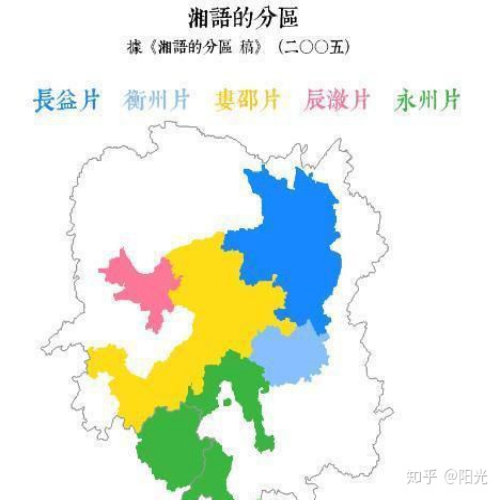 湘語的分區
據《湘語的分區 稿》（二〇〇五）
長益片 衡州片 婁邵片 辰溆片 永州片
知乎 @阳光